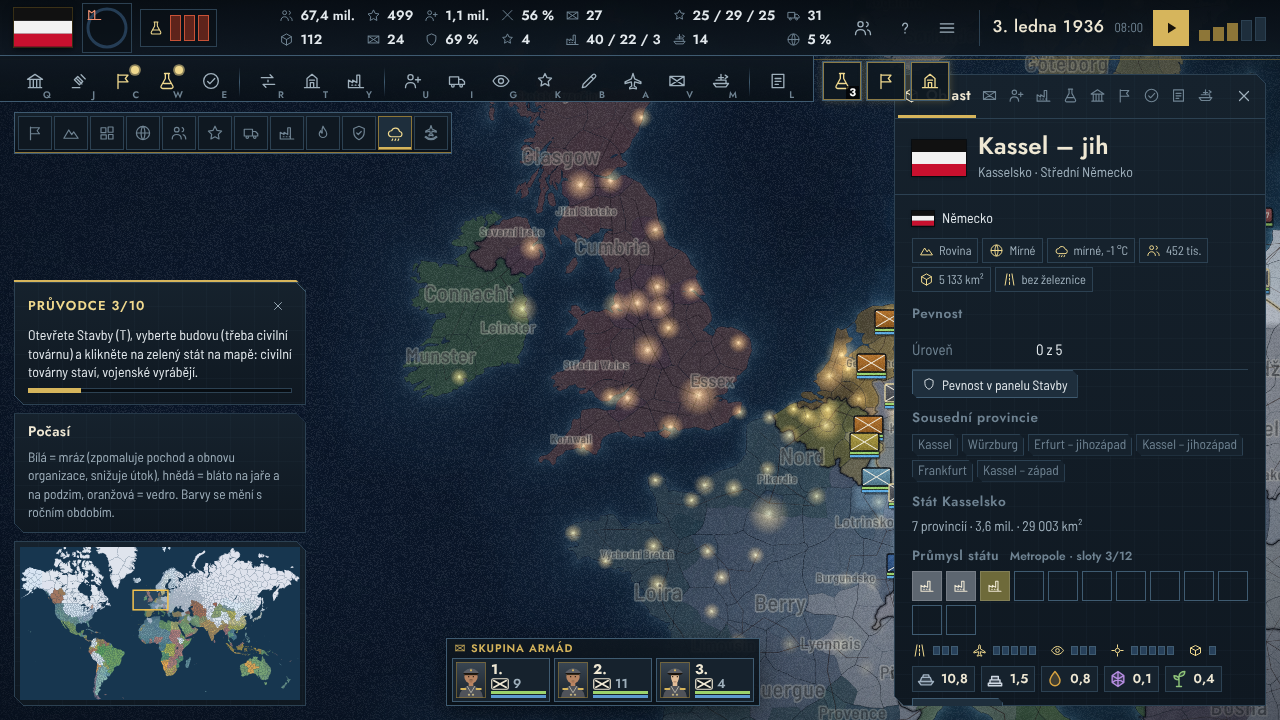 67,4 mil.
499
1,1 mil.
56 %
27
25 / 29 / 25
31
112
24
69 %
4
40 / 22 / 3
14
5 %
?
3. ledna 1936
08:00
Q
J
C
W
E
R
T
Y
U
I
G
K
B
A
V
M
L
3
Göteborg
Glasgow
Jižní Skotsko
Severní Irsko
Cumbria
Connacht
Leinster
Munster
Střední Wales
Essex
Kornwall
Nord
Pikardie
Lotrinsko
Východní Bretaň
Loira
Burgundsko
Berry
Lyonnais
Provence
PRŮVODCE 3/10
Otevřete Stavby (T), vyberte budovu (třeba civilní
továrnu) a klikněte na zelený stát na mapě: civilní
továrny staví, vojenské vyrábějí.
Počasí
Bílá = mráz (zpomaluje pochod a obnovu
organizace, snižuje útok), hnědá = bláto na jaře a
na podzim, oranžová = vedro. Barvy se mění s
ročním obdobím.
SKUPINA ARMÁD
1.
9
2.
11
3.
4
Kassel – jih
Kasselsko · Střední Německo
Německo
Rovina
Mírné
mírné, -1 °C
452 tis.
5 133 km²
bez železnice
Pevnost
Úroveň
0 z 5
Pevnost v panelu Stavby
Sousední provincie
Kassel
Würzburg
Erfurt – jihozápad
Kassel – jihozápad
Frankfurt
Kassel – západ
Stát Kasselsko
7 provincií · 3,6 mil. · 29 003 km²
Průmysl státu
Metropole · sloty 3/12
10,8
1,5
0,8
0,1
0,4